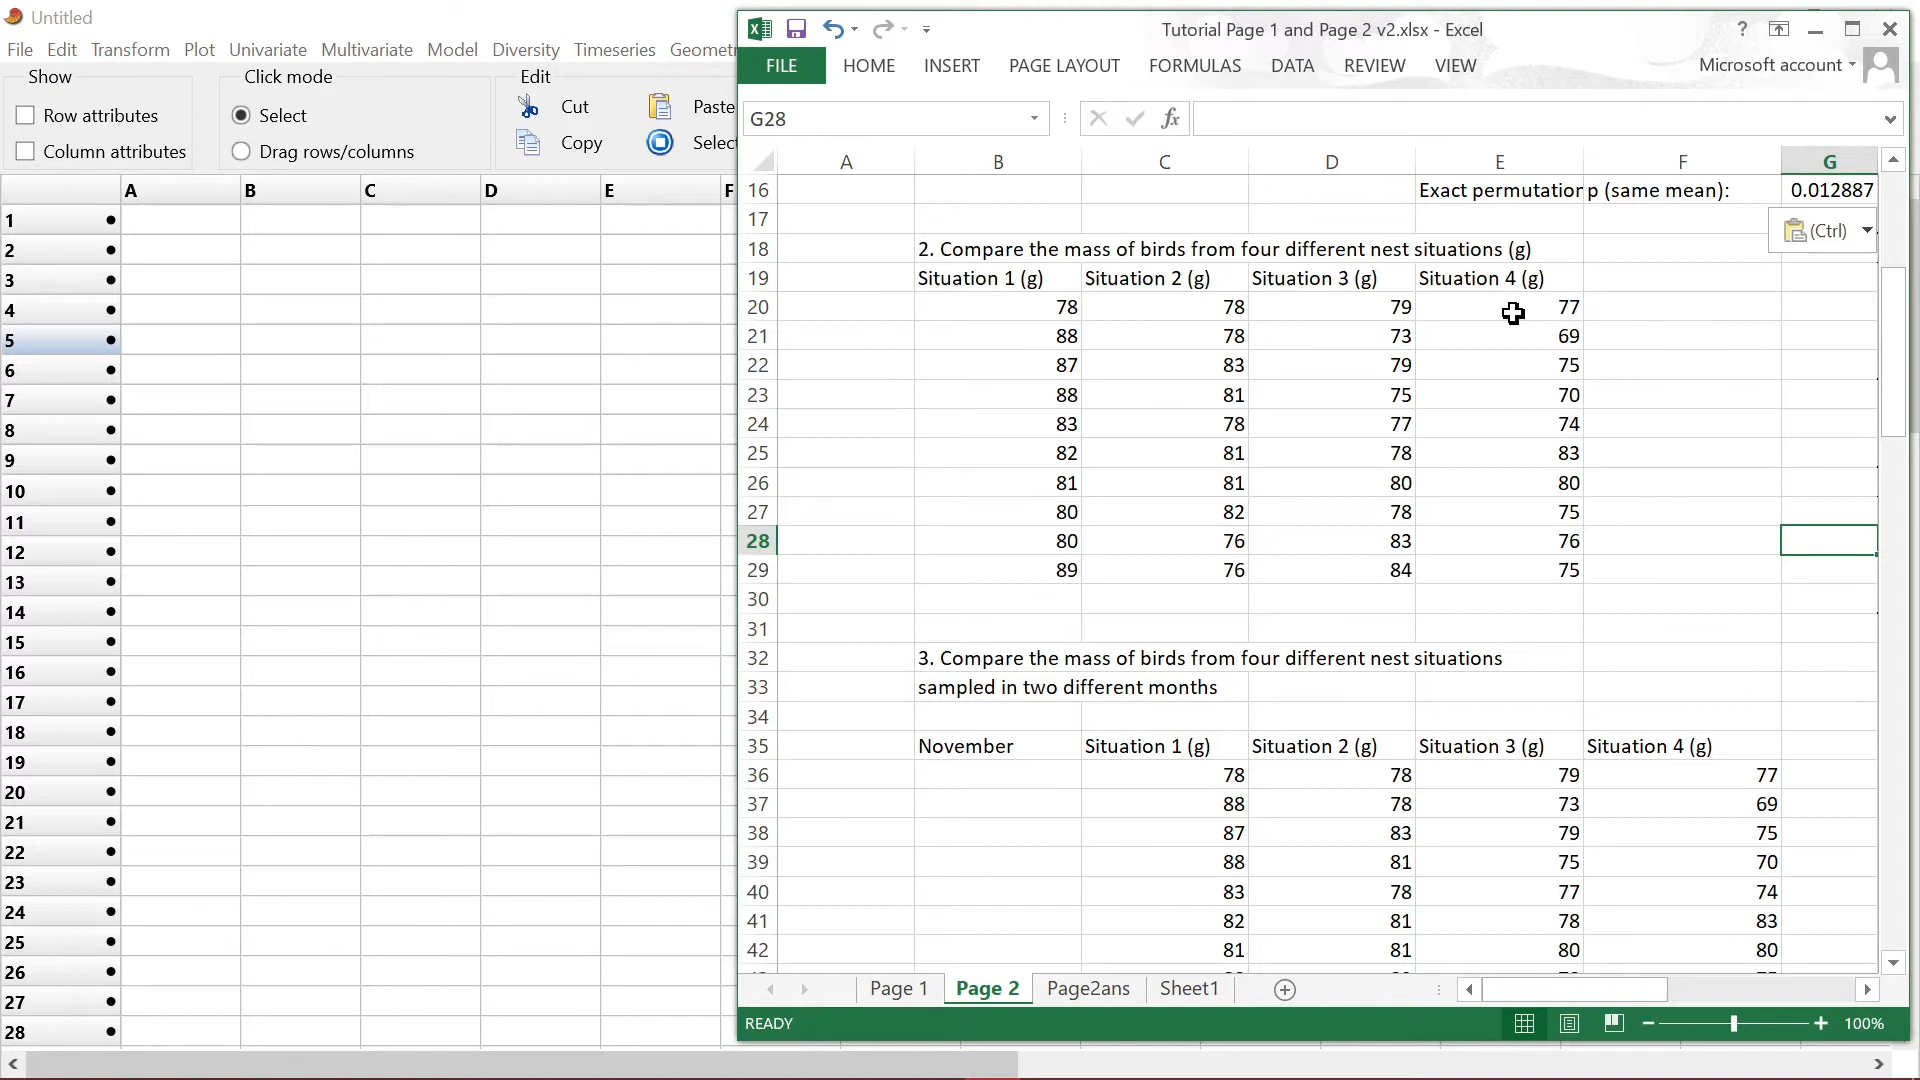 Untitled
File Edit Transform Plot Univariate Multivariate Model Diversity Timeseries Geomet
Show Click mode Edit
Row attributes Select Cut Paste
Column attributes Drag rows/columns Copy Selec
A B C D E F
1
2
3
4
5
6
7
8
9
10
11
12
13
14
15
16
17
18
19
20
21
22
23
24
25
26
27
28
Tutorial Page 1 and Page 2 v2.xlsx - Excel ?
FILE HOME INSERT PAGE LAYOUT FORMULAS DATA REVIEW VIEW Microsoft account
G28 fx
A B C D E F G
16 Exact permutation p (same mean): 0.012887
17 (Ctrl)
18 2. Compare the mass of birds from four different nest situations (g)
19 Situation 1 (g) Situation 2 (g) Situation 3 (g) Situation 4 (g)
20 78 78 79 77
21 88 78 73 69
22 87 83 79 75
23 88 81 75 70
24 83 78 77 74
25 82 81 78 83
26 81 81 80 80
27 80 82 78 75
28 80 76 83 76
29 89 76 84 75
30
31
32 3. Compare the mass of birds from four different nest situations
33 sampled in two different months
34
35 November Situation 1 (g) Situation 2 (g) Situation 3 (g) Situation 4 (g)
36 78 78 79 77
37 88 78 73 69
38 87 83 79 75
39 88 81 75 70
40 83 78 77 74
41 82 81 78 83
42 81 81 80 80
Page 1 Page 2 Page2ans Sheet1
READY 100%